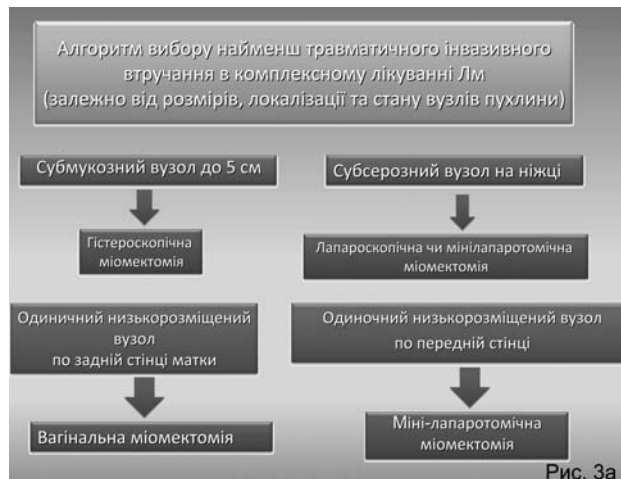 Алгоритм вибору найменш травматичного інвазивного
втручання в комплексному лікуванні Лм
(залежно від розмірів, локалізації та стану вузлів пухлини)
Субмукозний вузол до 5 см
Субсерозний вузол на ніжці
Гістероскопічна
міомектомія
Лапароскопічна чи мінілапаротомічна
міомектомія
Одиничний низькорозміщений
вузол
по задній стінці матки
Одиночний низькорозміщений вузол
по передній стінці
Вагінальна міомектомія
Міні-лапаротомічна
міомектомія
Рис. 3а